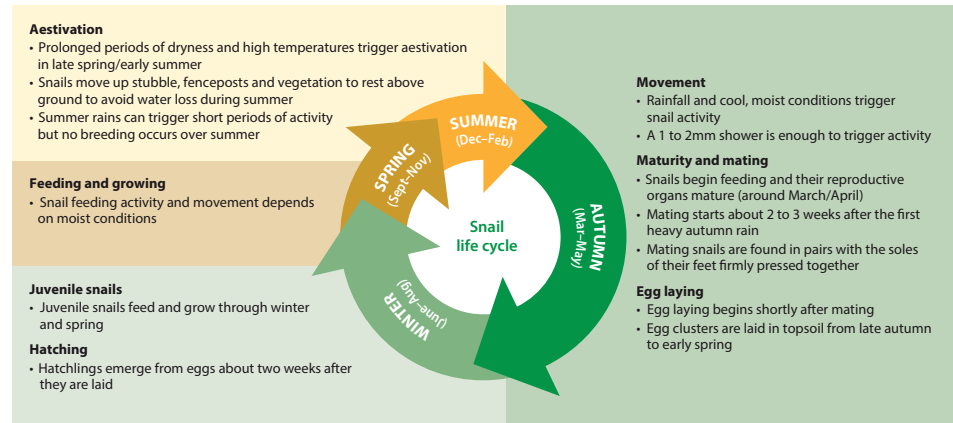 Aestivation
• Prolonged periods of dryness and high temperatures trigger aestivation
in late spring/early summer
• Snails move up stubble, fenceposts and vegetation to rest above
ground to avoid water loss during summer
• Summer rains can trigger short periods of activity
but no breeding occurs over summer
Feeding and growing
• Snail feeding activity and movement depends
on moist conditions
Juvenile snails
• Juvenile snails feed and grow through winter
and spring
Hatching
• Hatchlings emerge from eggs about two weeks after
they are laid
SUMMER
(Dec–Feb)
SPRING
(Sept–Nov)
AUTUMN
(Mar–May)
WINTER
(June–Aug)
Snail
life cycle
Movement
• Rainfall and cool, moist conditions trigger
snail activity
• A 1 to 2mm shower is enough to trigger activity
Maturity and mating
• Snails begin feeding and their reproductive
organs mature (around March/April)
• Mating starts about 2 to 3 weeks after the first
heavy autumn rain
• Mating snails are found in pairs with the soles
of their feet firmly pressed together
Egg laying
• Egg laying begins shortly after mating
• Egg clusters are laid in topsoil from late autumn
to early spring